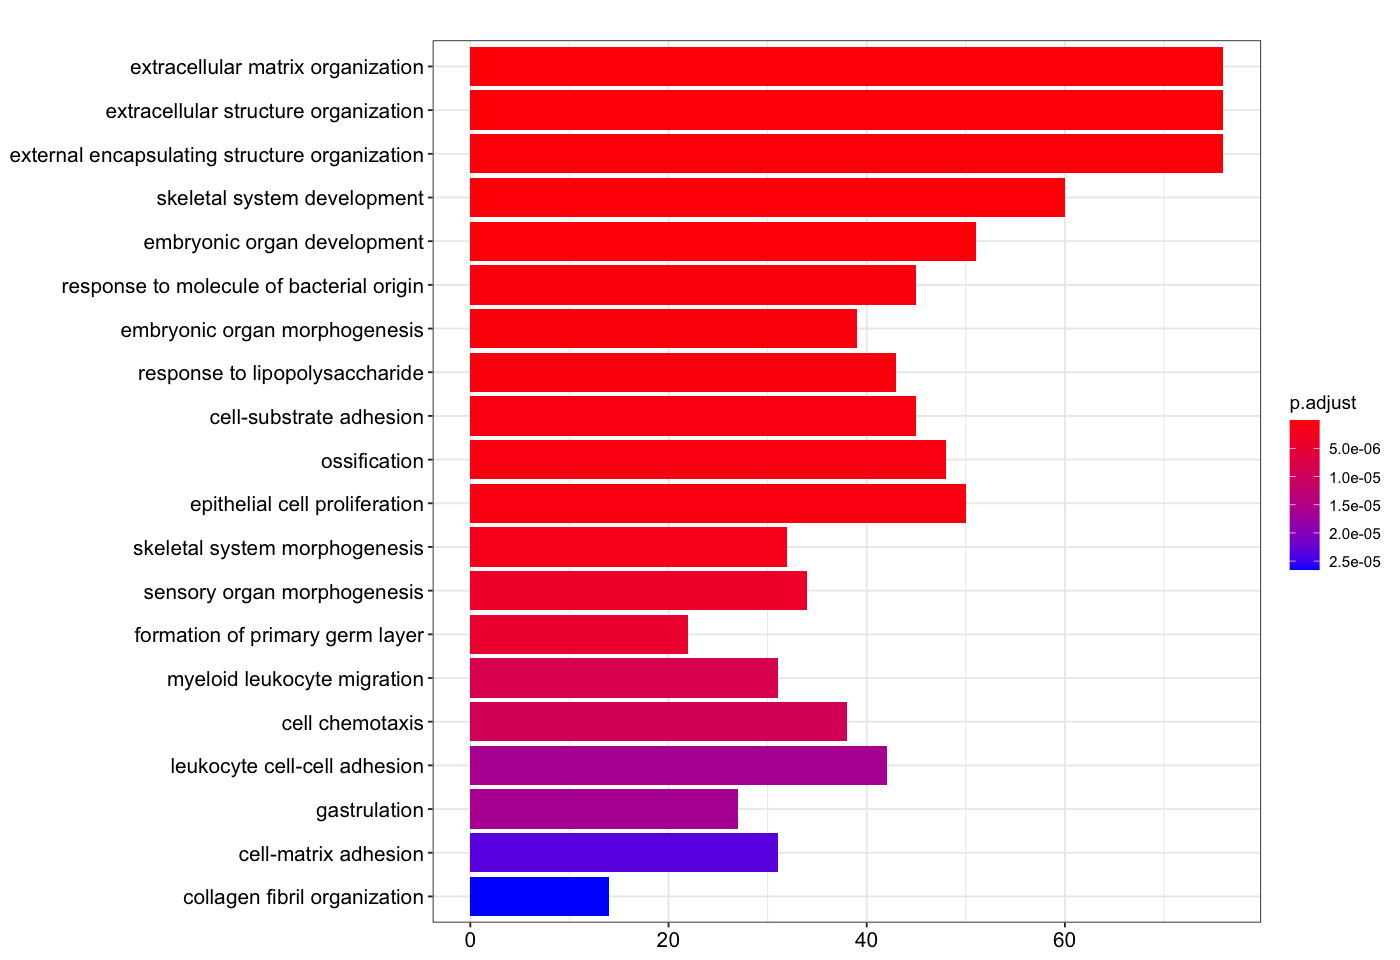 extracellular matrix organization
extracellular structure organization
external encapsulating structure organization
skeletal system development
embryonic organ development
response to molecule of bacterial origin
embryonic organ morphogenesis
response to lipopolysaccharide
cell-substrate adhesion
ossification
epithelial cell proliferation
skeletal system morphogenesis
sensory organ morphogenesis
formation of primary germ layer
myeloid leukocyte migration
cell chemotaxis
leukocyte cell-cell adhesion
gastrulation
cell-matrix adhesion
collagen fibril organization
0 20 40 60
p.adjust
5.0e-06
1.0e-05
1.5e-05
2.0e-05
2.5e-05